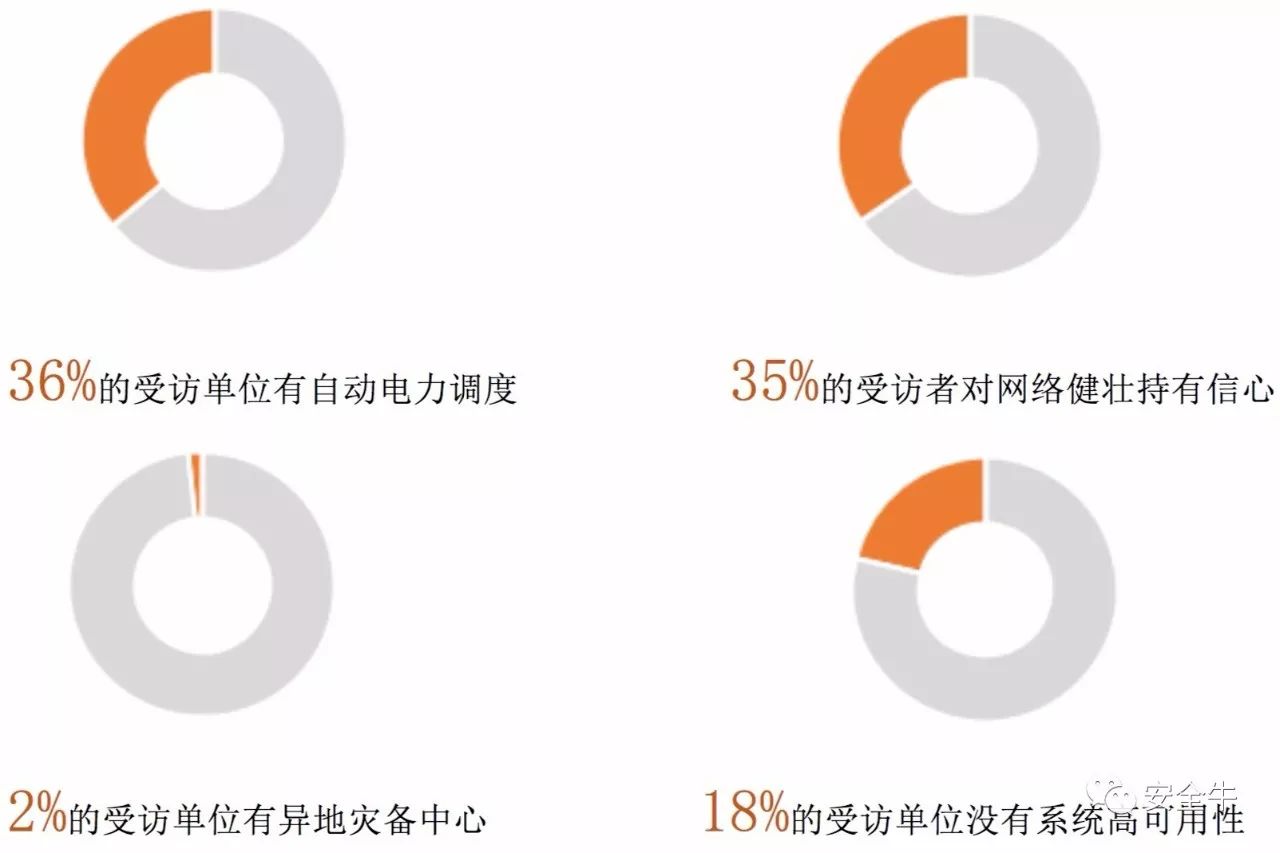 36%的受访单位有自动电力调度
35%的受访者对网络健壮持有信心
2%的受访单位有异地灾备中心
18%的受访单位没有系统高可用性
安全牛